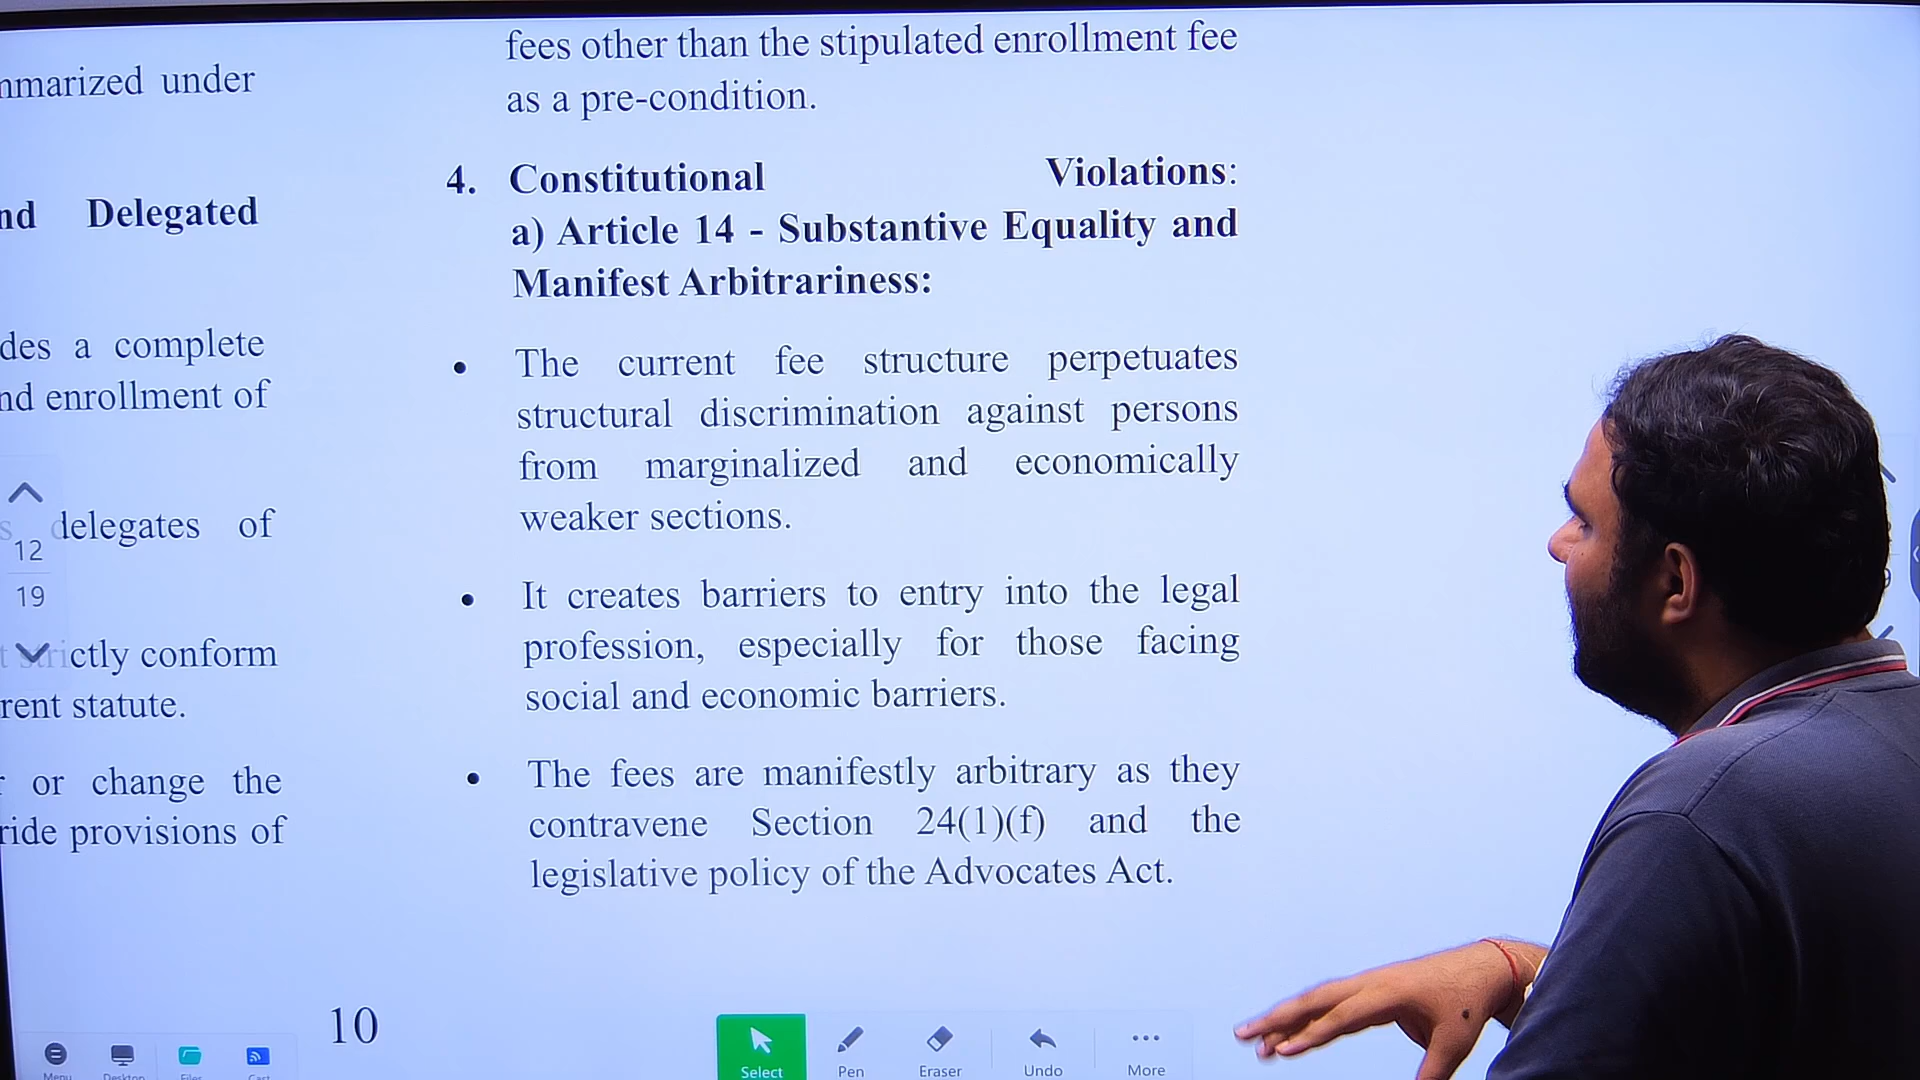 marized under
Delegated
des a complete
nd enrollment of
delegates of
12
19
ctly conform
rent statute.
or change the
ride provisions of
10
fees other than the stipulated enrollment fee
as a pre-condition.
4. Constitutional Violations:
a) Article 14 - Substantive Equality and
Manifest Arbitrariness:
• The current fee structure perpetuates
structural discrimination against persons
from marginalized and economically
weaker sections.
• It creates barriers to entry into the legal
profession, especially for those facing
social and economic barriers.
• The fees are manifestly arbitrary as they
contravene Section 24(1)(f) and the
legislative policy of the Advocates Act.
Menu Desktop Files Cast
Select Pen Eraser Undo More